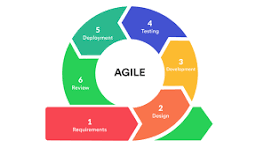 5
Deployment
4
Testing
AGILE
3
Development
6
Review
2
Design
1
Requirements